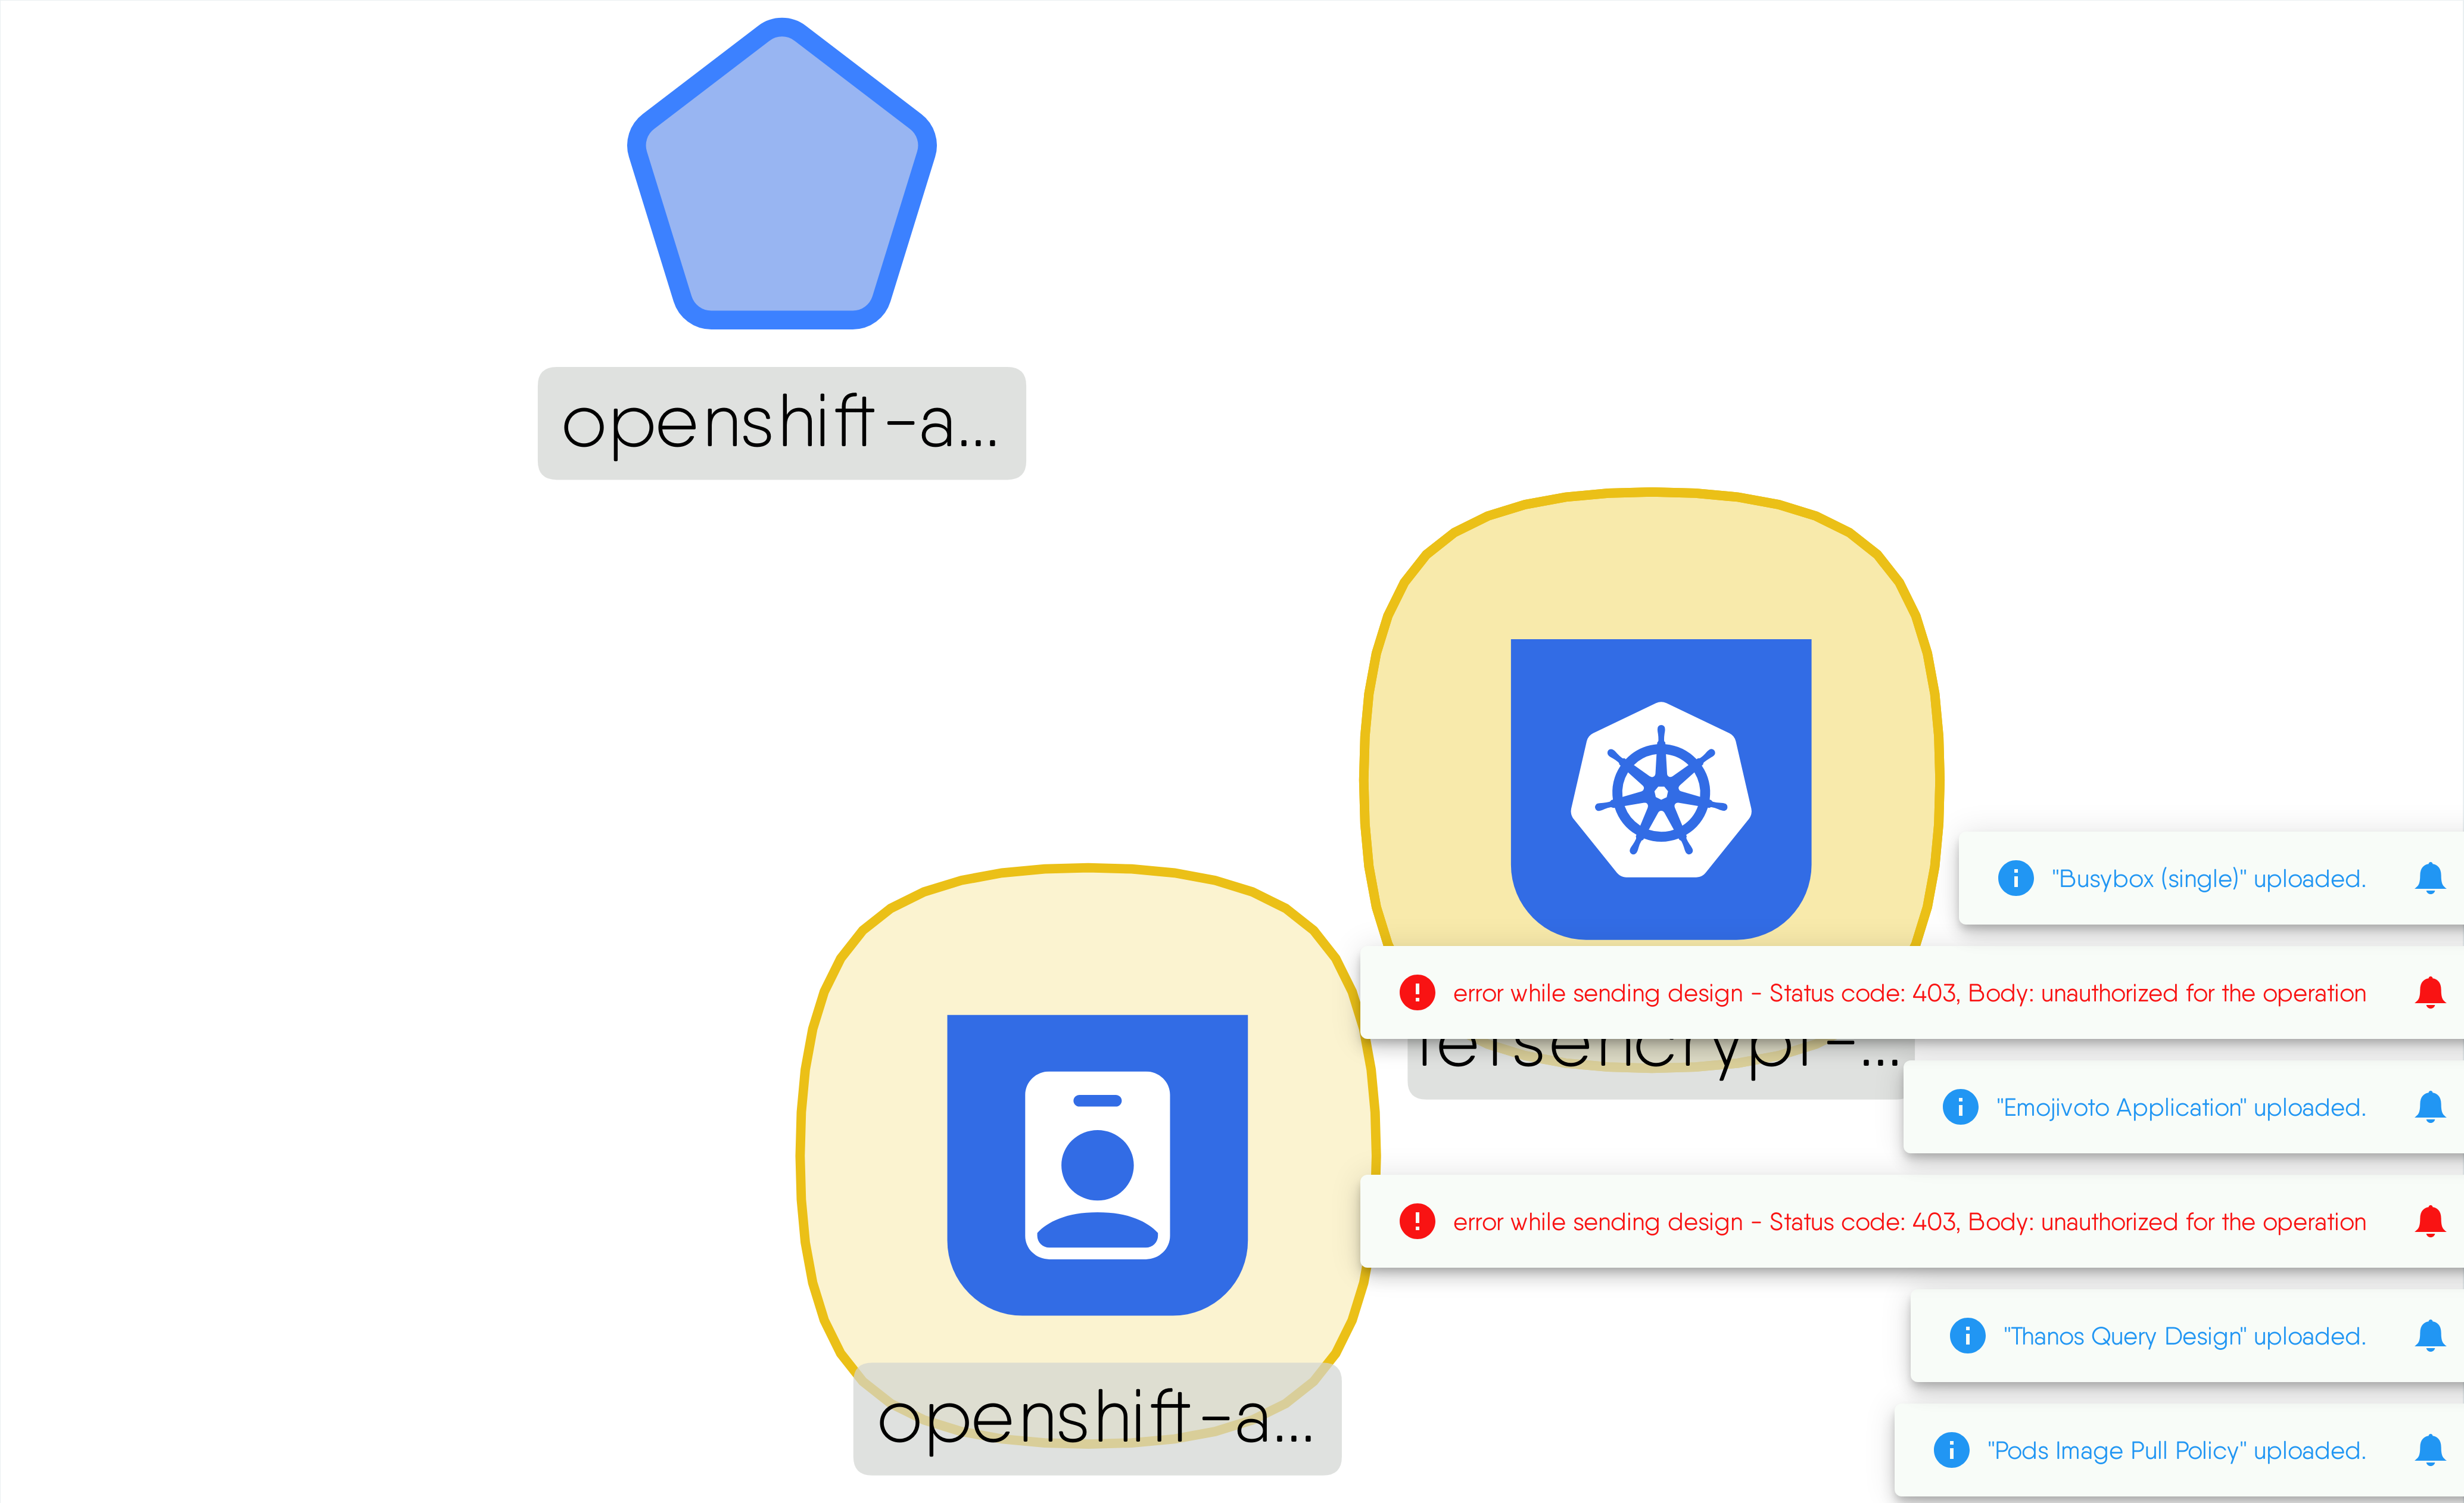 openshift-a...
"Busybox (single)" uploaded.
error while sending design - Status code: 403, Body: unauthorized for the operation
letsencrypt-...
"Emojivoto Application" uploaded.
error while sending design - Status code: 403, Body: unauthorized for the operation
"Thanos Query Design" uploaded.
openshift-a...
"Pods Image Pull Policy" uploaded.